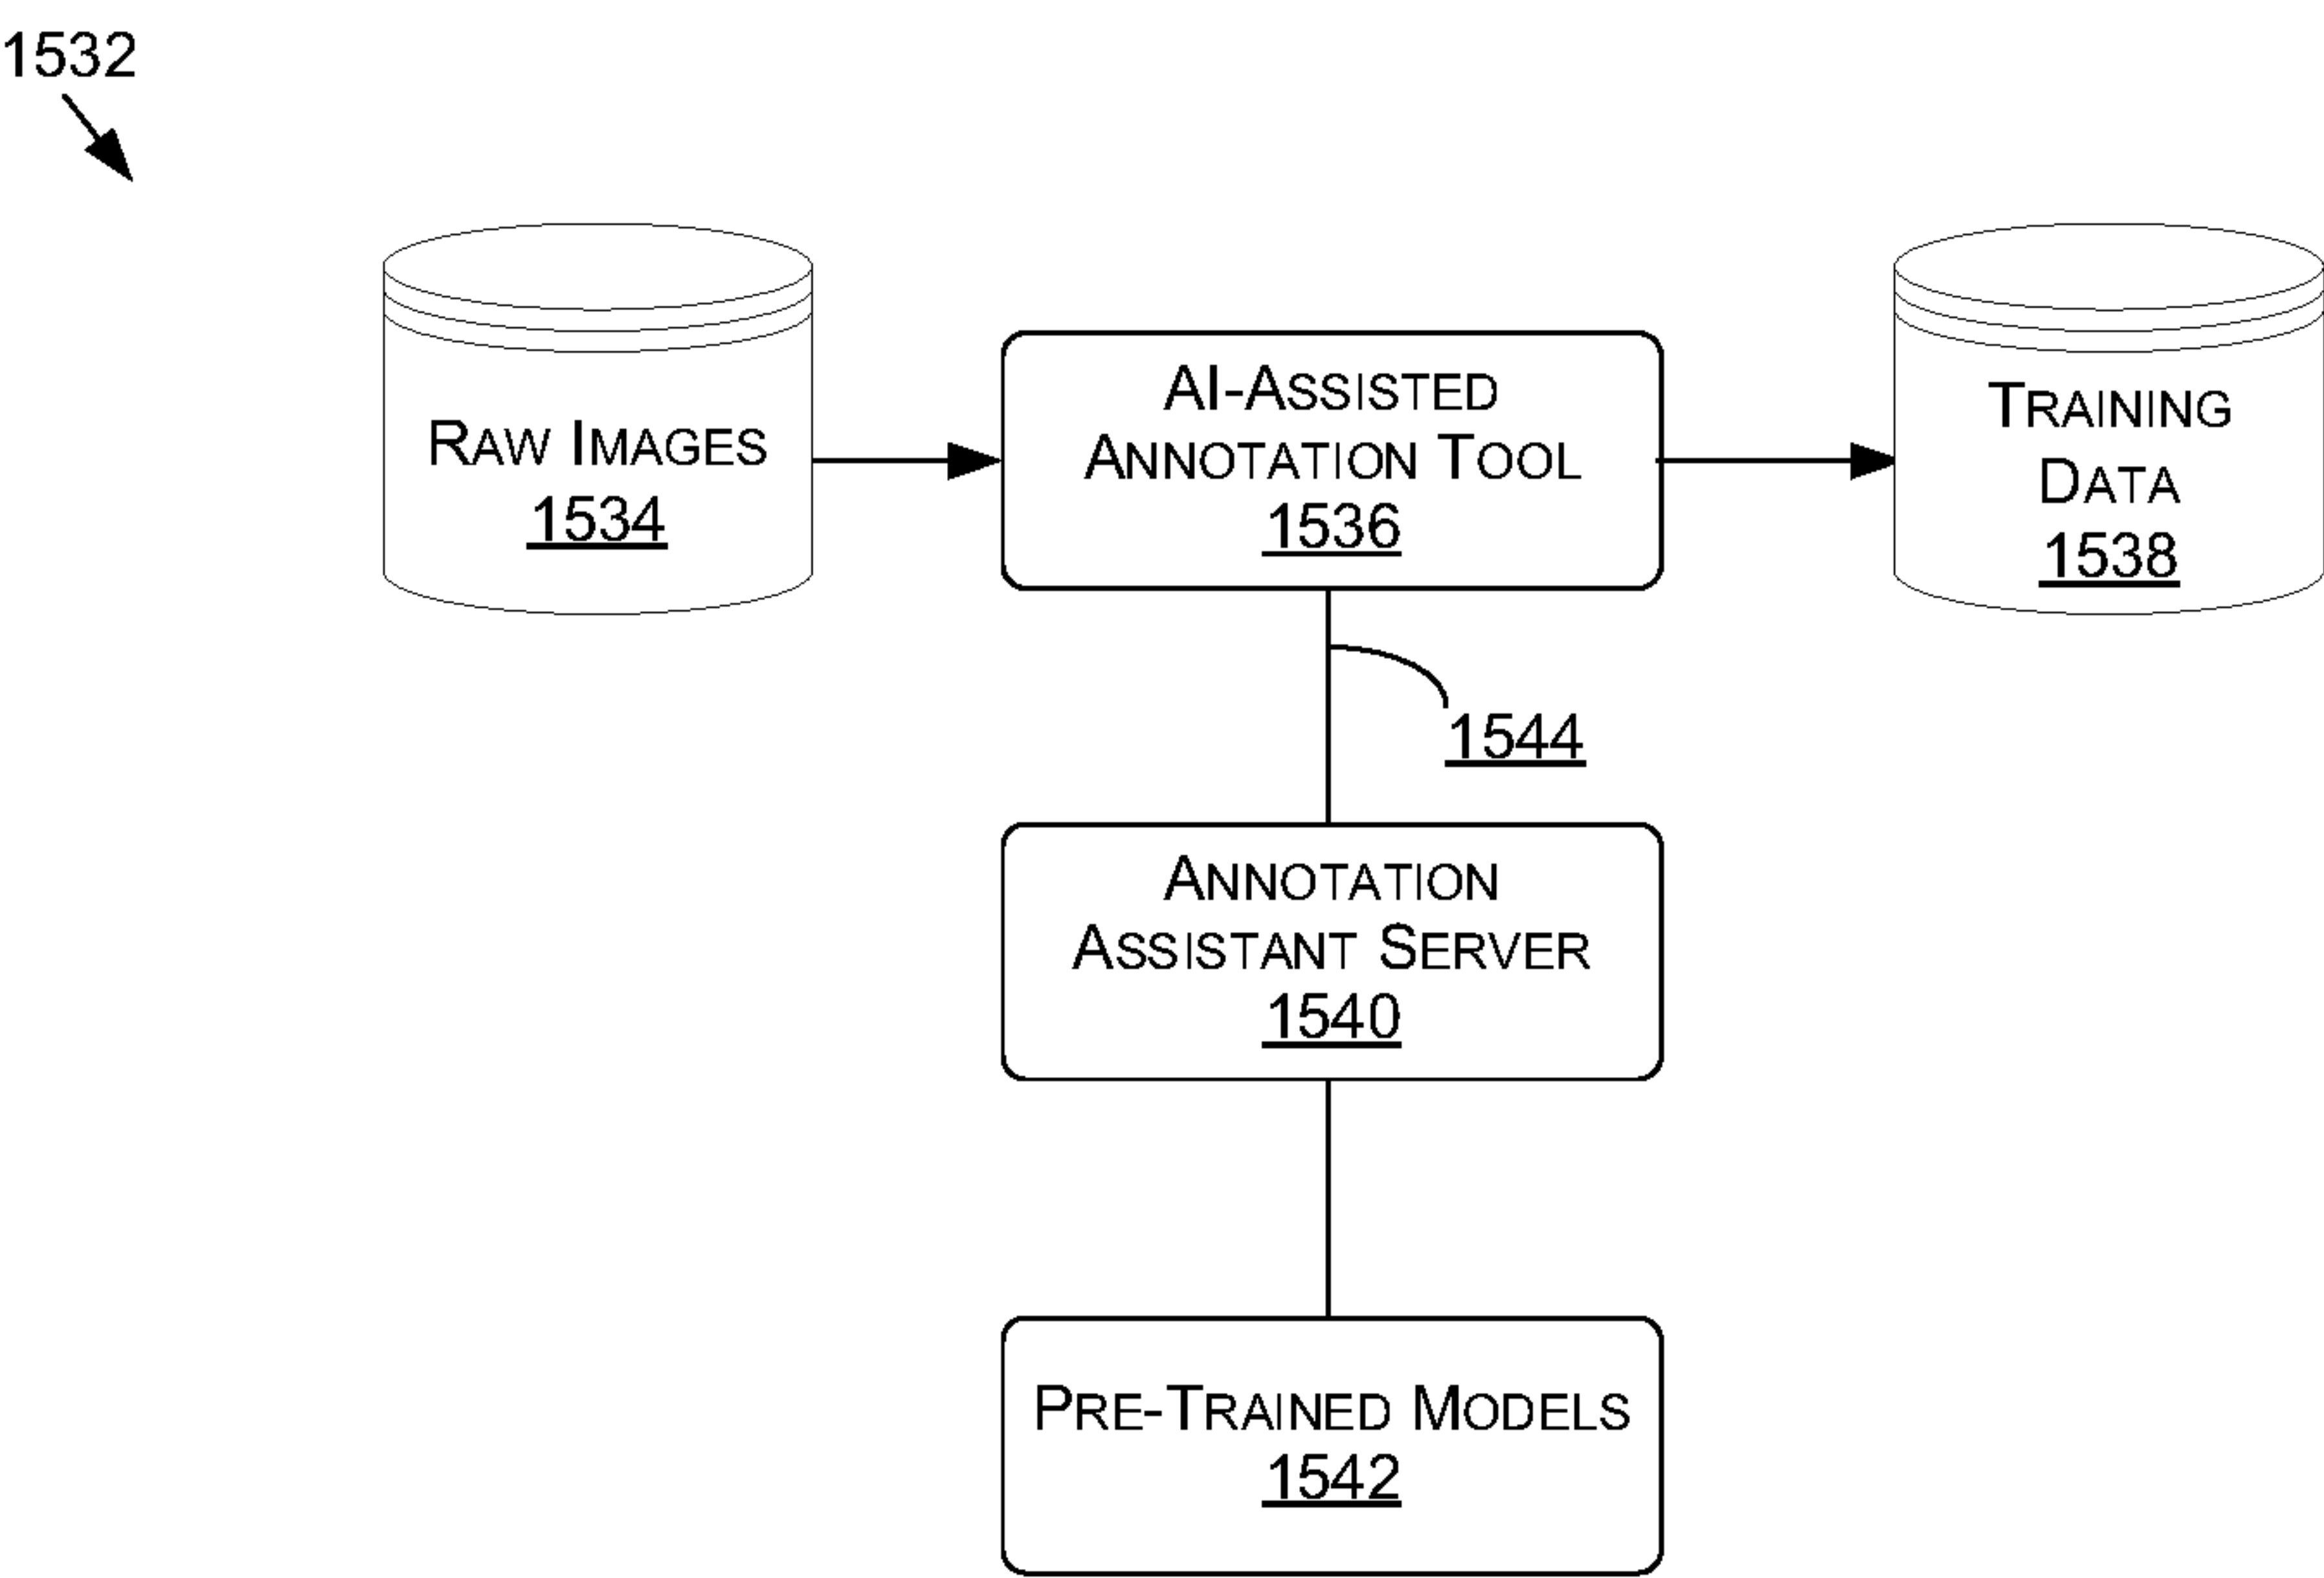 1532
RAW IMAGES
1534
AI-ASSISTED
ANNOTATION TOOL
1536
TRAINING
DATA
1538
1544
ANNOTATION
ASSISTANT SERVER
1540
PRE-TRAINED MODELS
1542